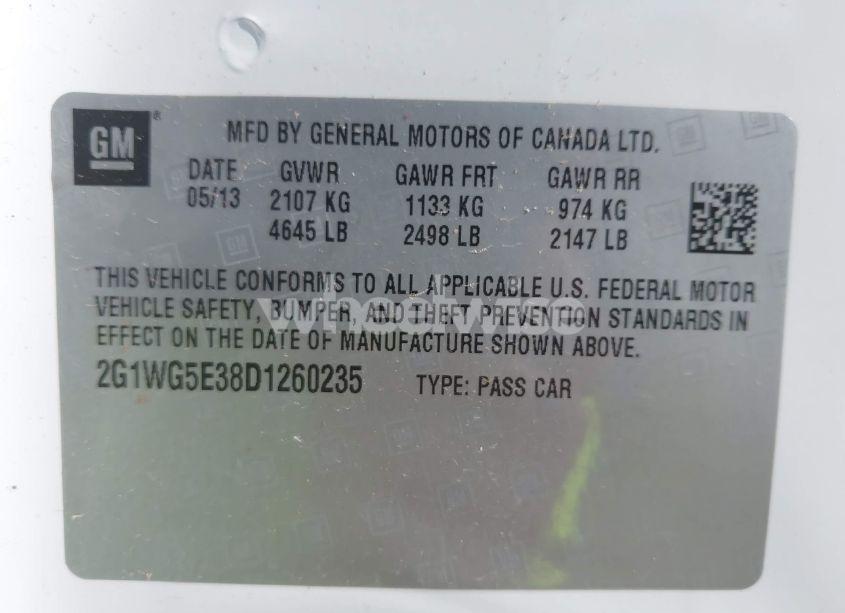 GM
MFD BY GENERAL MOTORS OF CANADA LTD.
DATE GVWR GAWR FRT GAWR RR
05/13 2107 KG 1133 KG 974 KG
4645 LB 2498 LB 2147 LB
THIS VEHICLE CONFORMS TO ALL APPLICABLE U.S. FEDERAL MOTOR
VEHICLE SAFETY, BUMPER, AND THEFT PREVENTION STANDARDS IN
EFFECT ON THE DATE OF MANUFACTURE SHOWN ABOVE.
2G1WG5E38D1260235 TYPE: PASS CAR
wheelwise